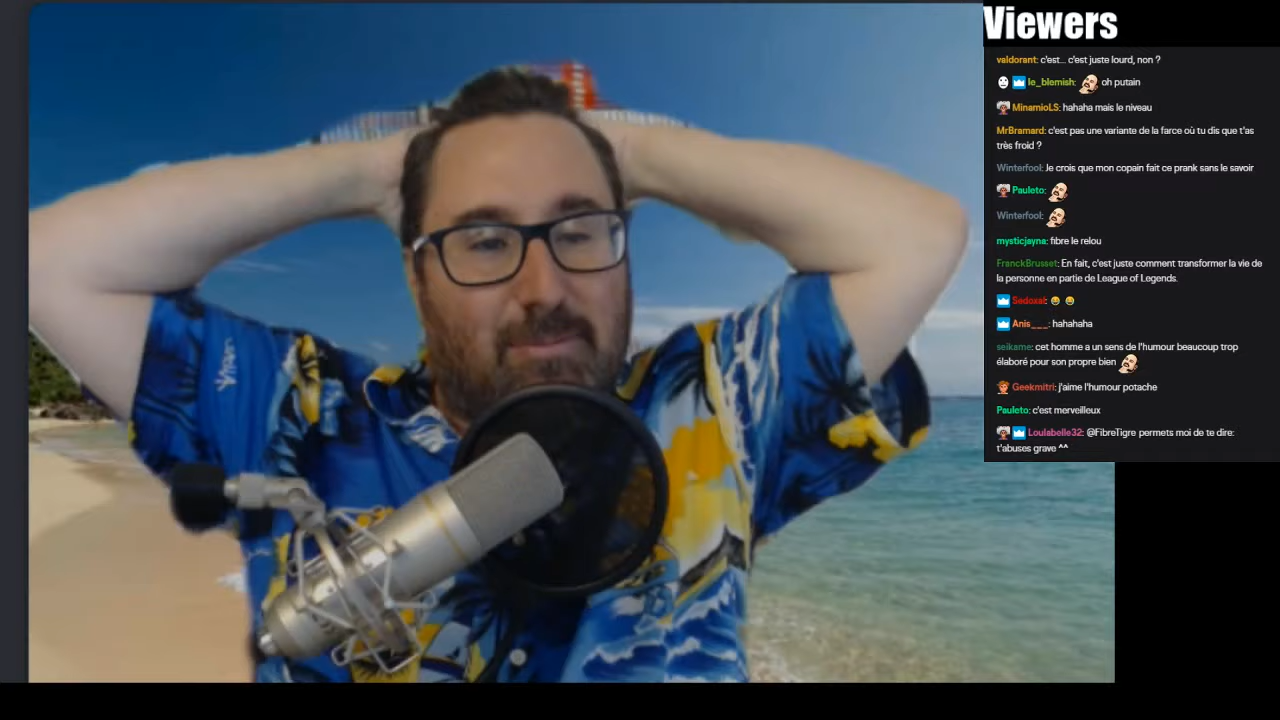 Viewers
valdorant: c'est... c'est juste lourd, non ?
le_blemish: oh putain
MinamioLS: hahaha mais le niveau
MrBramard: c'est pas une variante de la farce où tu dis que t'as
très froid ?
Winterfool: Je crois que mon copain fait ce prank sans le savoir
Pauleto:
Winterfool:
mysticjayna: fibre le relou
FranckBrusset: En fait, c'est juste comment transformer la vie de
la personne en partie de League of Legends.
Sedoxal:
Anis___: hahahaha
seikame: cet homme a un sens de l'humour beaucoup trop
élaboré pour son propre bien
Geekmitri: j'aime l'humour potache
Pauleto: c'est merveilleux
Loulabelle32: @FibreTigre permets moi de te dire:
t'abuses grave ^^